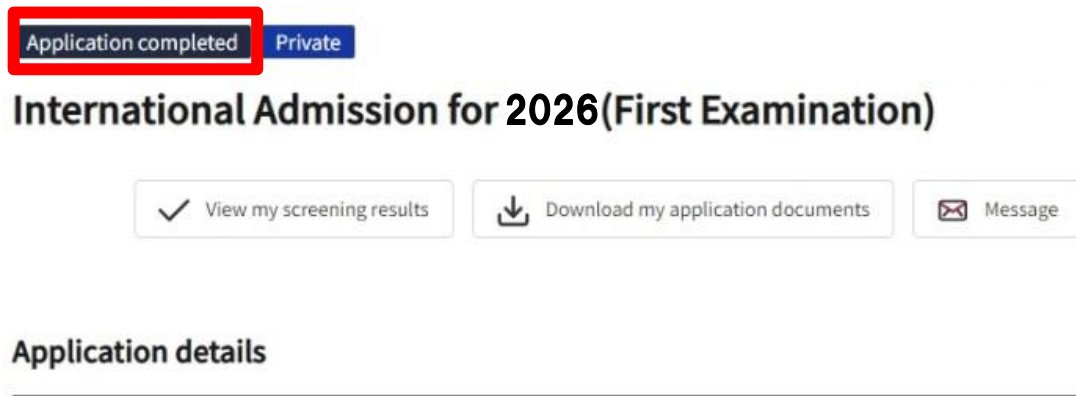 Application completed Private
International Admission for 2026(First Examination)
View my screening results Download my application documents Message
Application details